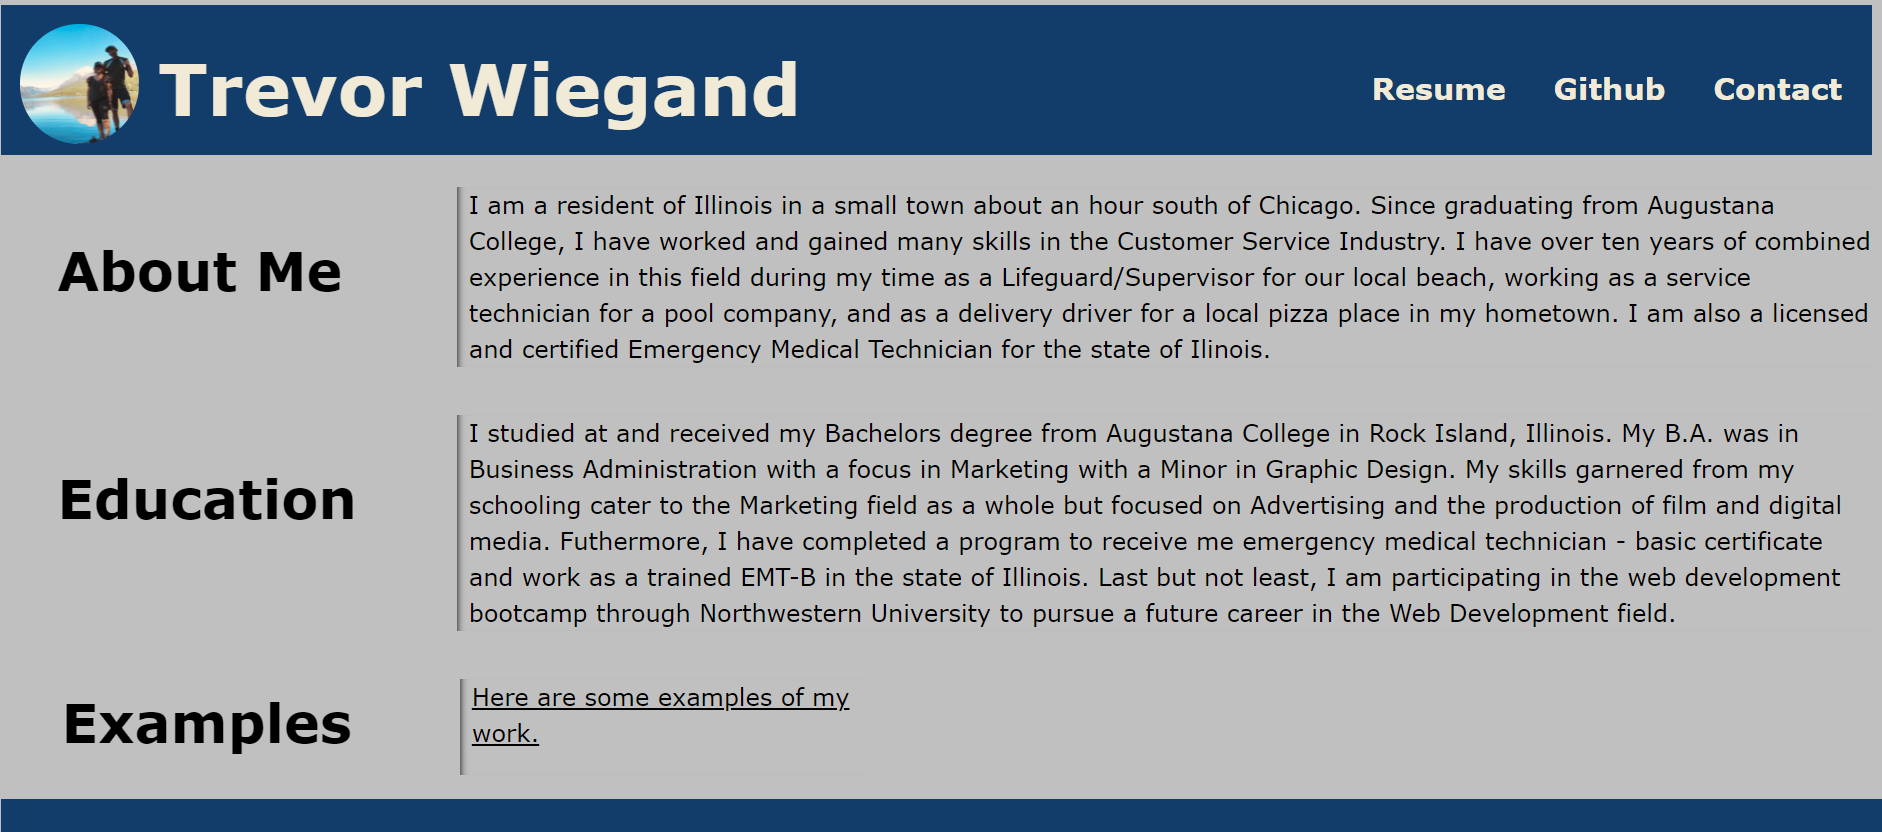 Trevor Wiegand
Resume Github Contact
About Me
I am a resident of Illinois in a small town about an hour south of Chicago. Since graduating from Augustana
College, I have worked and gained many skills in the Customer Service Industry. I have over ten years of combined
experience in this field during my time as a Lifeguard/Supervisor for our local beach, working as a service
technician for a pool company, and as a delivery driver for a local pizza place in my hometown. I am also a licensed
and certified Emergency Medical Technician for the state of Ilinois.
Education
I studied at and received my Bachelors degree from Augustana College in Rock Island, Illinois. My B.A. was in
Business Administration with a focus in Marketing with a Minor in Graphic Design. My skills garnered from my
schooling cater to the Marketing field as a whole but focused on Advertising and the production of film and digital
media. Futhermore, I have completed a program to receive me emergency medical technician - basic certificate
and work as a trained EMT-B in the state of Illinois. Last but not least, I am participating in the web development
bootcamp through Northwestern University to pursue a future career in the Web Development field.
Examples
Here are some examples of my
work.